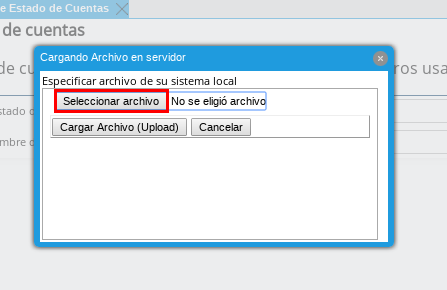 e Estado de Cuentas
de cuentas
Cargando Archivo en servidor
de cu
ros usa
Especificar archivo de su sistema local
Seleccionar archivo No se eligió archivo
stado d
Cargar Archivo (Upload) Cancelar
mbre d